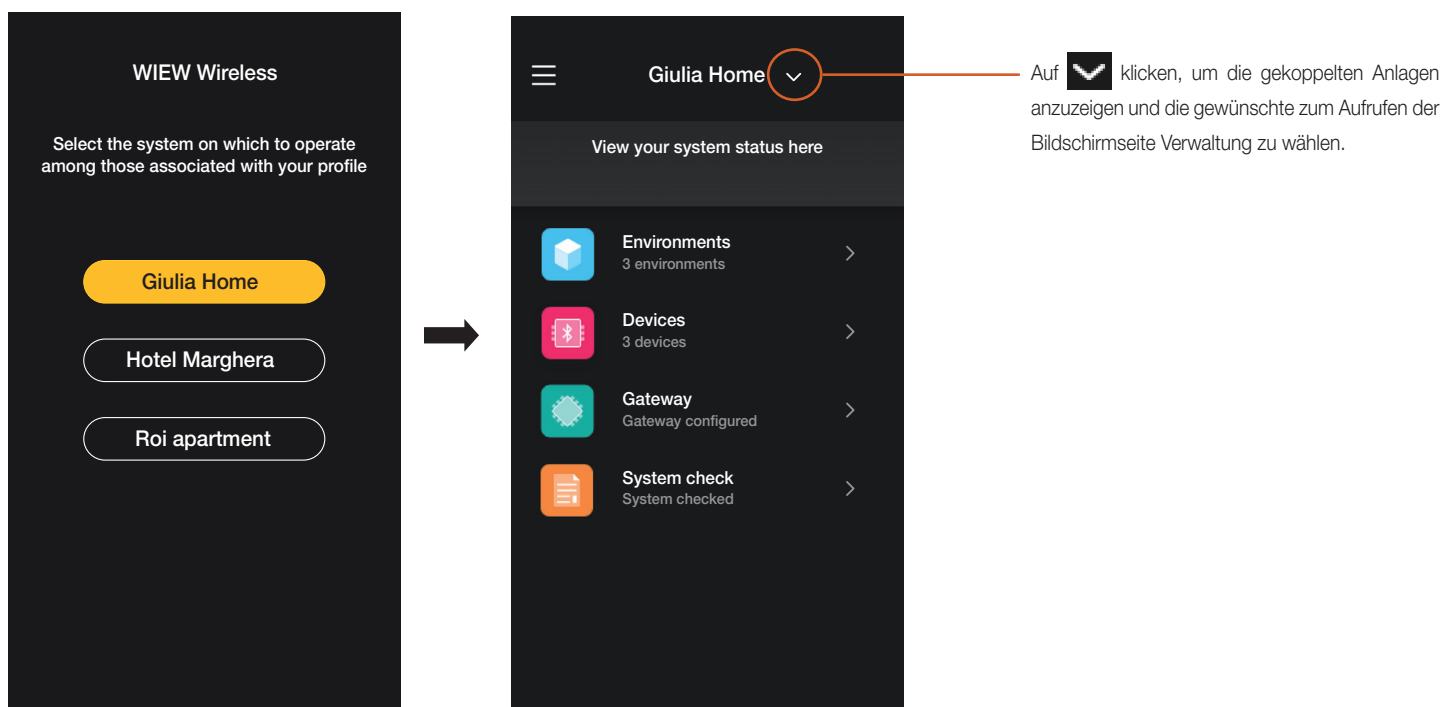 WIEW Wireless
Select the system on which to operate
among those associated with your profile
Giulia Home
Hotel Marghera
Roi apartment
Giulia Home
View your system status here
Environments
3 environments
Devices
3 devices
Gateway
Gateway configured
System check
System checked
Auf klicken, um die gekoppelten Anlagen
anzuzeigen und die gewünschte zum Aufrufen der
Bildschirmseite Verwaltung zu wählen.